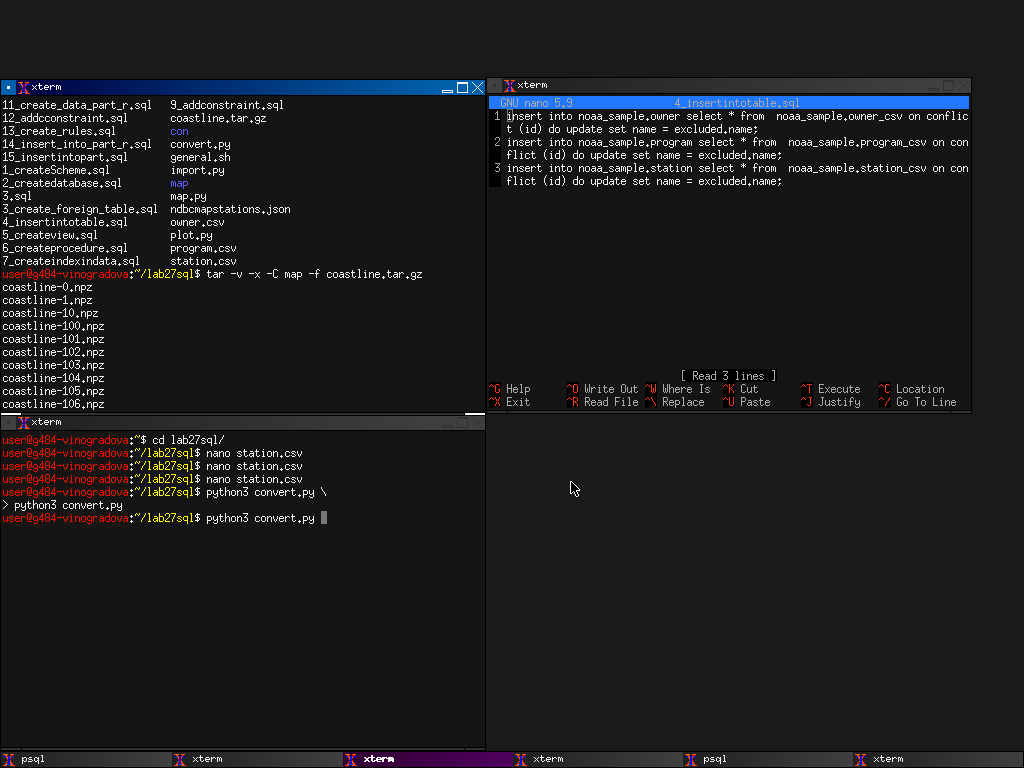 xterm
11_create_data_part_r.sql   9_addconstraint.sql
12_addconstraint.sql        coastline.tar.gz
13_create_rules.sql         con
14_insert_into_part_r.sql   convert.py
15_insertintopart.sql       general.sh
1_createScheme.sql          import.py
2_createdatabase.sql        map
3.sql                       map.py
3_create_foreign_table.sql  ndbcmapstations.json
4_insertintotable.sql       owner.csv
5_createview.sql            plot.py
6_createprocedure.sql       program.csv
7_createindexindata.sql     station.csv
user@g484-vinogradova:~/lab27sql$ tar -v -x -C map -f coastline.tar.gz
coastline-0.npz
coastline-1.npz
coastline-10.npz
coastline-100.npz
coastline-101.npz
coastline-102.npz
coastline-103.npz
coastline-104.npz
coastline-105.npz
coastline-106.npz
xterm
GNU nano 5.9                 4_insertintotable.sql
1 insert into noaa_sample.owner select * from  noaa_sample.owner_csv on conflic
t (id) do update set name = excluded.name;
2 insert into noaa_sample.program select * from  noaa_sample.program_csv on con
flict (id) do update set name = excluded.name;
3 insert into noaa_sample.station select * from  noaa_sample.station_csv on con
flict (id) do update set name = excluded.name;
[ Read 3 lines ]
^G Help      ^O Write Out ^W Where Is  ^K Cut       ^T Execute   ^C Location
^X Exit      ^R Read File ^\ Replace   ^U Paste     ^J Justify   ^/ Go To Line
xterm
user@g484-vinogradova:~$ cd lab27sql/
user@g484-vinogradova:~/lab27sql$ nano station.csv
user@g484-vinogradova:~/lab27sql$ nano station.csv
user@g484-vinogradova:~/lab27sql$ nano station.csv
user@g484-vinogradova:~/lab27sql$ python3 convert.py \
> python3 convert.py
user@g484-vinogradova:~/lab27sql$ python3 convert.py
psql xterm xterm xterm psql xterm